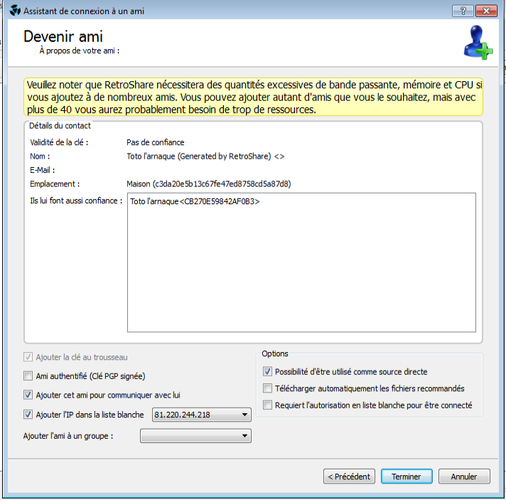 Assistant de connexion à un ami
Devenir ami
À propos de votre ami :
Veuillez noter que RetroShare nécessitera des quantités excessives de bande passante, mémoire et CPU si
vous ajoutez à de nombreux amis. Vous pouvez ajouter autant d'amis que vous le souhaitez, mais avec
plus de 40 vous aurez probablement besoin de trop de ressources.
Détails du contact
Validité de la clé : Pas de confiance
Nom : Toto l'arnaque (Generated by RetroShare) <>
E-Mail :
Emplacement : Maison (c3da20e5b13c67fe47ed8758cd5a87d8)
Ils lui font aussi confiance : Toto l'arnaque<CB270E59842AF0B3>
Ajouter la clé au trousseau
Ami authentifié (Clé PGP signée)
Ajouter cet ami pour communiquer avec lui
Ajouter l'IP dans la liste blanche 81.220.244.218
Ajouter l'ami à un groupe :
Options
Possibilité d'être utilisé comme source directe
Télécharger automatiquement les fichiers recommandés
Requiert l'autorisation en liste blanche pour être connecté
< Précédent Terminer Annuler